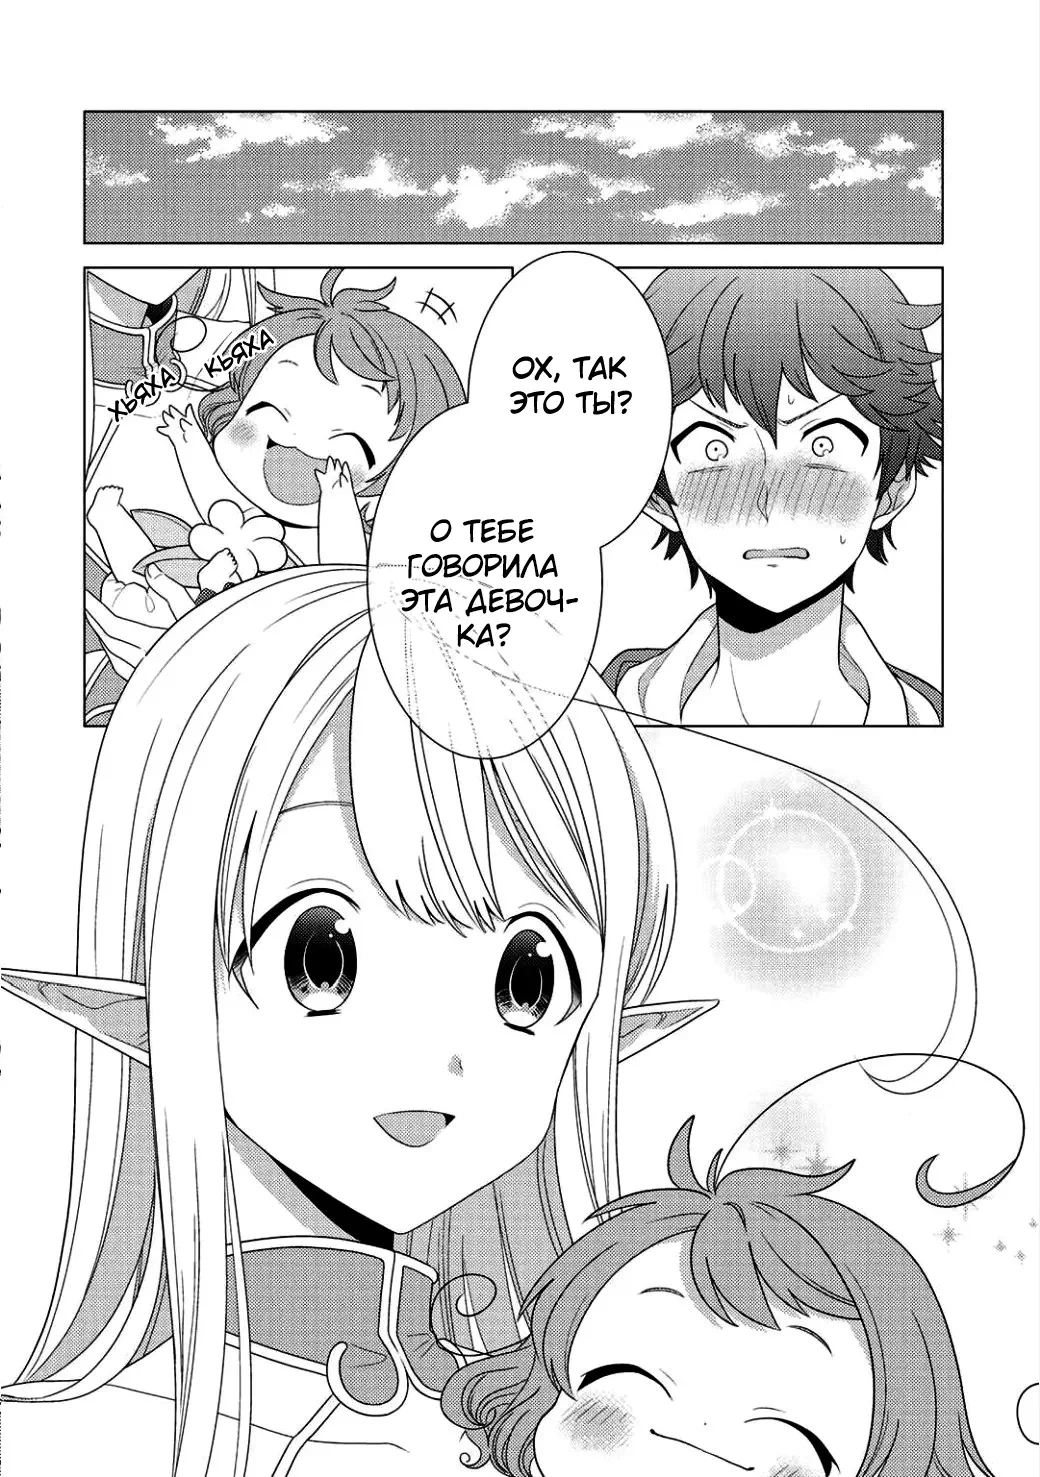 ОХ, ТАК
ЭТО ТЫ?
О ТЕБЕ
ГОВОРИЛА
ЭТА ДЕВОЧ-
КА?
КЬЯХА
ХЬЯХА